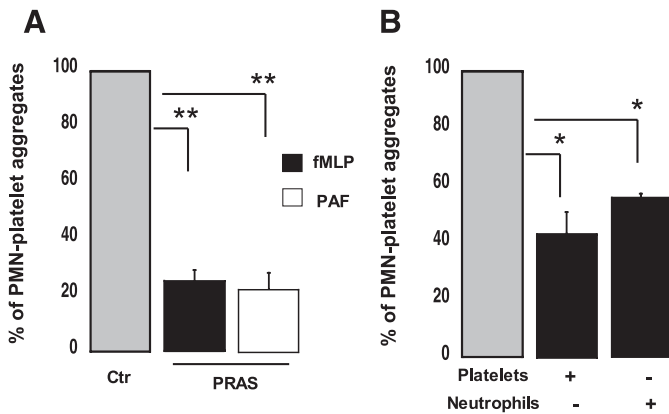 A
% of PMN-platelet aggregates
100
80
60
40
20
0
**
**
fMLP
PAF
Ctr
PRAS
B
% of PMN-platelet aggregates
100
80
60
40
20
0
*
*
Platelets + -
Neutrophils - +